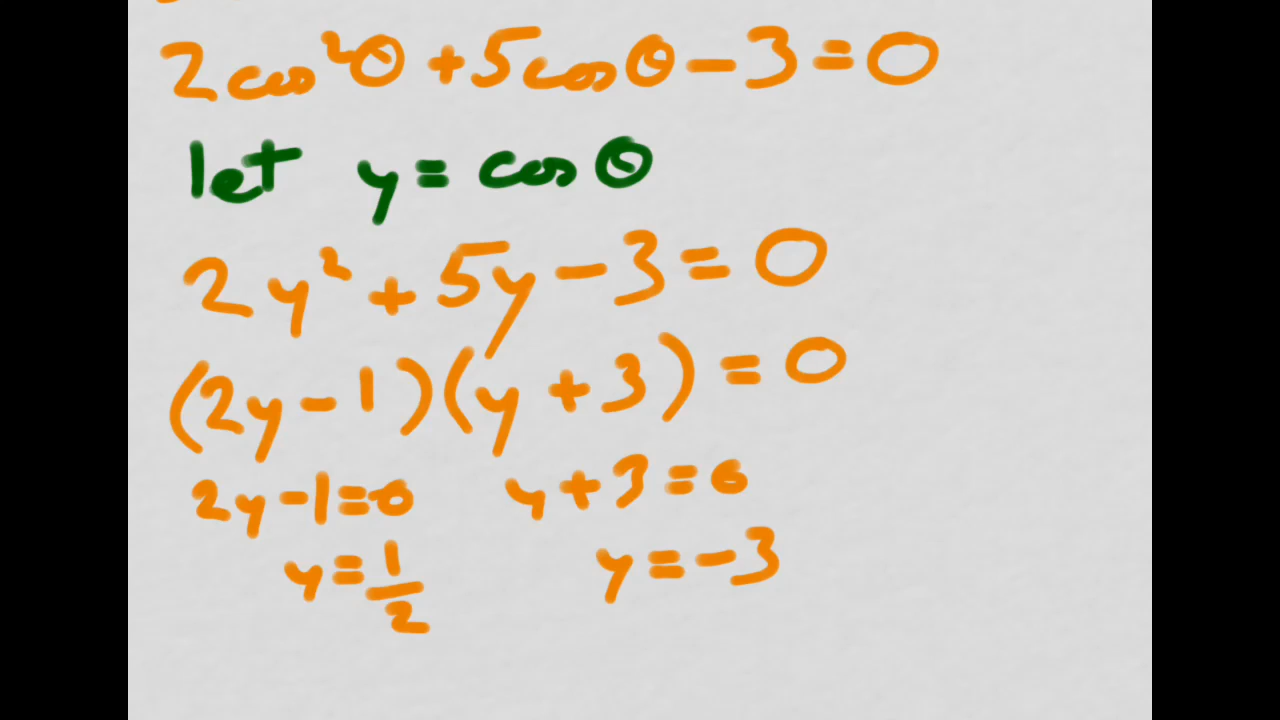 2cos²θ + 5cosθ - 3 = 0
let y = cos θ
2y² + 5y - 3 = 0
(2y - 1)(y + 3) = 0
2y - 1 = 0 y + 3 = 0
y = 1/2 y = -3